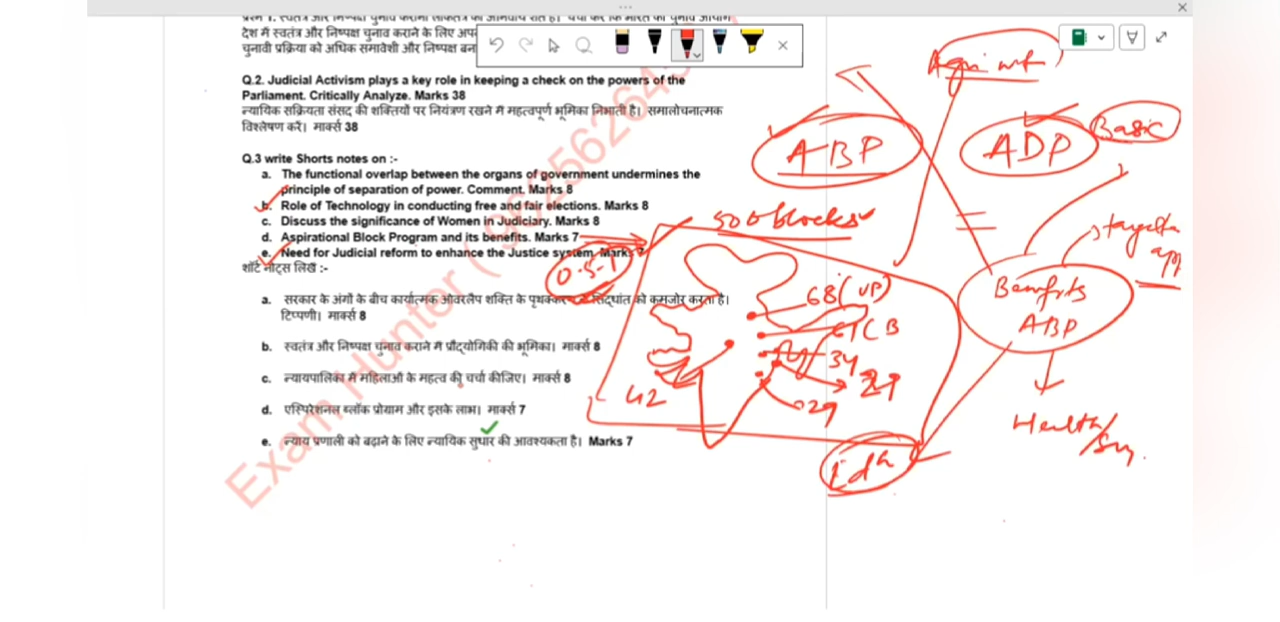 देश में स्वतंत्र और निष्पक्ष चुनाव कराने के लिए अप
चुनावी प्रक्रिया को अधिक समावेशी और निष्पक्ष बन
Q.2. Judicial Activism plays a key role in keeping a check on the powers of the
Parliament. Critically Analyze. Marks 38
न्यायिक सक्रियता संसद की शक्तियों पर नियंत्रण रखने में महत्वपूर्ण भूमिका निभाती है। समालोचनात्मक
विश्लेषण करें। मार्क्स 38
Q.3 write Shorts notes on :-
a. The functional overlap between the organs of government undermines the
principle of separation of power. Comment. Marks 8
b. Role of Technology in conducting free and fair elections. Marks 8
c. Discuss the significance of Women in Judiciary. Marks 8
d. Aspirational Block Program and its benefits. Marks 7
e. Need for Judicial reform to enhance the Justice system. Marks 7
शॉर्ट नोट्स लिखें :-
a. सरकार के अंगों के बीच कार्यात्मक ओवरलैप शक्ति के पृथक्करण के सिद्धांत को कमजोर करता है।
टिप्पणी। मार्क्स 8
b. स्वतंत्र और निष्पक्ष चुनाव कराने में प्रौद्योगिकी की भूमिका। मार्क्स 8
c. न्यायपालिका में महिलाओं के महत्व की चर्चा कीजिए। मार्क्स 8
d. एस्पिरेशनल ब्लॉक प्रोग्राम और इसके लाभ। मार्क्स 7
e. न्याय प्रणाली को बढ़ाने के लिए न्यायिक सुधार की आवश्यकता है। Marks 7
Exam Hunter
ABP
ADP
Basic
500 blocks
0.5-1
68 (UP)
34
27
029
42
Benefits
ABP
Health/